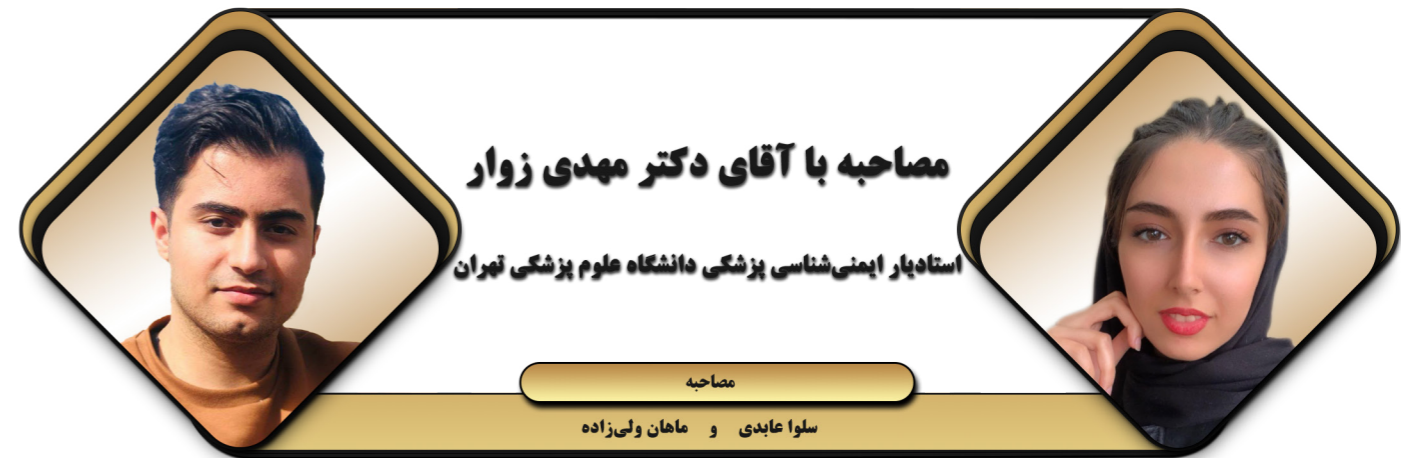 مصاحبه با آقای دکتر مهدی زوار
استادیار ایمنی‌شناسی پزشکی دانشگاه علوم پزشکی تهران
مصاحبه
سلوا عابدی و ماهان ولی‌زاده